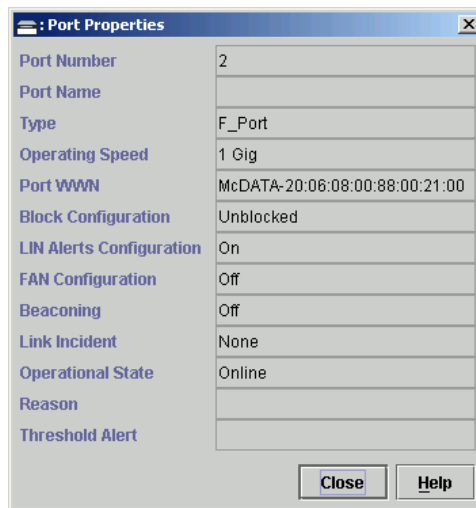 : Port Properties
Port Number 2
Port Name
Type F_Port
Operating Speed 1 Gig
Port WWN McDATA-20:06:08:00:88:00:21:00
Block Configuration Unblocked
LIN Alerts Configuration On
FAN Configuration Off
Beaconing Off
Link Incident None
Operational State Online
Reason
Threshold Alert
Close Help